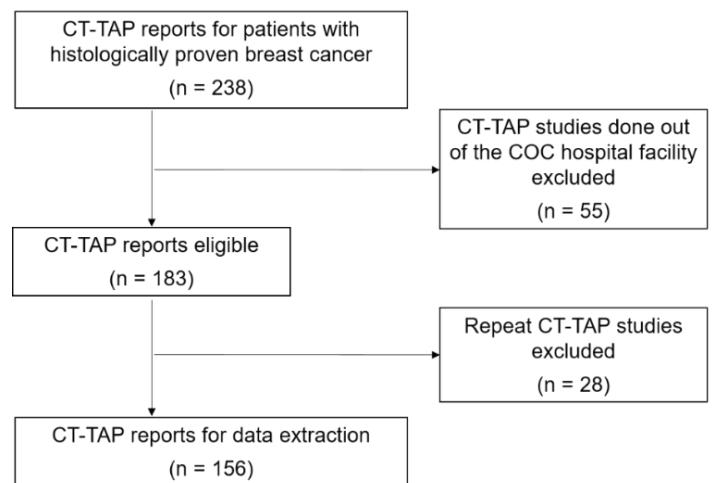 CT-TAP reports for patients with
histologically proven breast cancer
(n = 238)
CT-TAP studies done out
of the COC hospital facility
excluded
(n = 55)
CT-TAP reports eligible
(n = 183)
Repeat CT-TAP studies
excluded
(n = 28)
CT-TAP reports for data extraction
(n = 156)